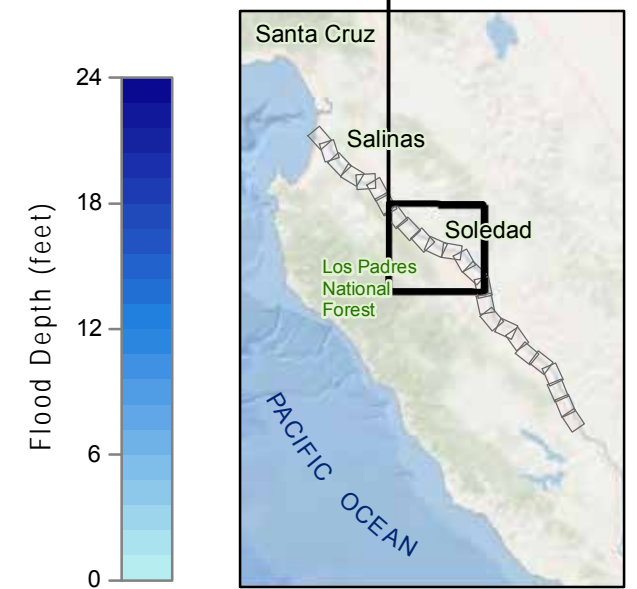 24
18
12
6
0
Flood Depth (feet)
Santa Cruz
Salinas
Soledad
Los Padres
National
Forest
PACIFIC OCEAN